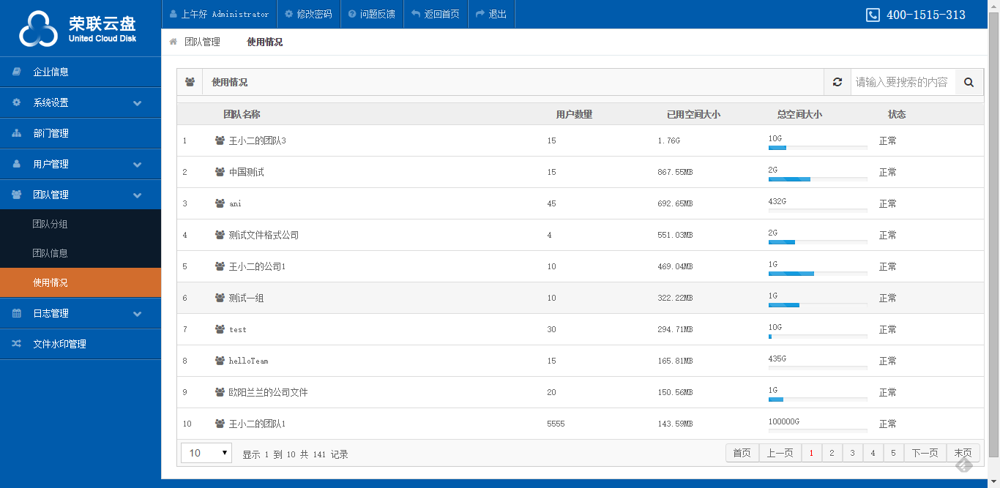 荣联云盘
United Cloud Disk
上午好 Administrator 修改密码 问题反馈 返回首页 退出 400-1515-313
团队管理 使用情况
企业信息
系统设置
部门管理
用户管理
团队管理
团队分组
团队信息
使用情况
日志管理
文件水印管理
使用情况 请输入要搜索的内容
团队名称 用户数量 已用空间大小 总空间大小 状态
1 王小二的团队3 15 1.76G 10G 正常
2 中国测试 15 867.55MB 2G 正常
3 ani 45 692.65MB 432G 正常
4 测试文件格式公司 4 551.03MB 2G 正常
5 王小二的公司1 10 469.04MB 1G 正常
6 测试一组 10 322.22MB 1G 正常
7 test 30 294.71MB 10G 正常
8 helloTeam 15 165.81MB 435G 正常
9 欧阳兰兰的公司文件 20 150.56MB 1G 正常
10 王小二的团队1 5555 143.59MB 100000G 正常
10 显示 1 到 10 共 141 记录 首页 上一页 1 2 3 4 5 下一页 末页